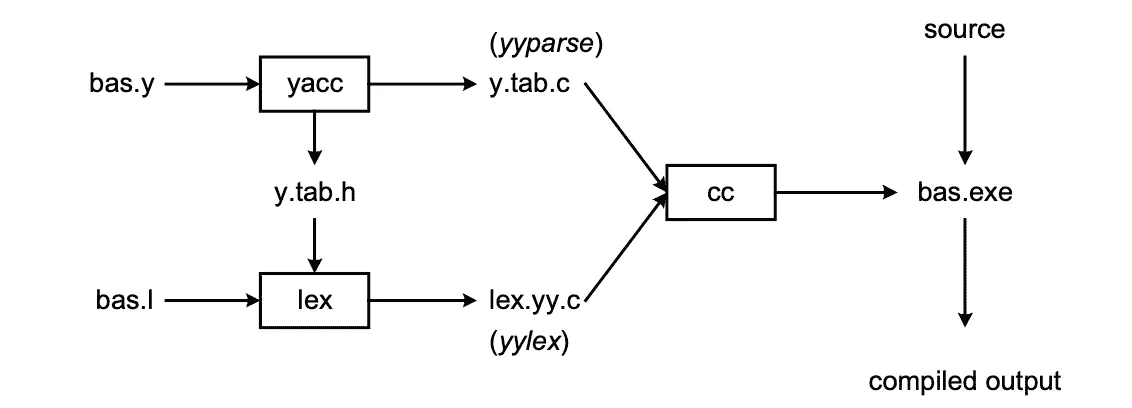 source
(yyparse)
bas.y
yacc
y.tab.c
y.tab.h
cc
bas.exe
bas.l
lex
lex.yy.c
(yylex)
compiled output